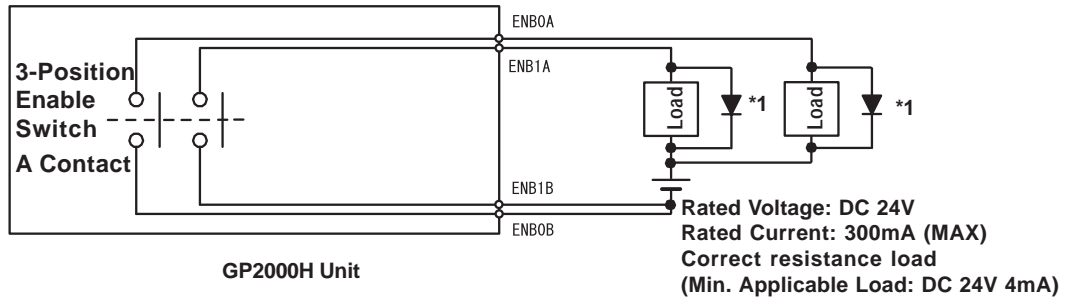 ENB0A
ENB1A
3-Position
Enable
Switch
A Contact
Load
*1
Load
*1
ENB1B
ENB0B
Rated Voltage: DC 24V
Rated Current: 300mA (MAX)
Correct resistance load
(Min. Applicable Load: DC 24V 4mA)
GP2000H Unit